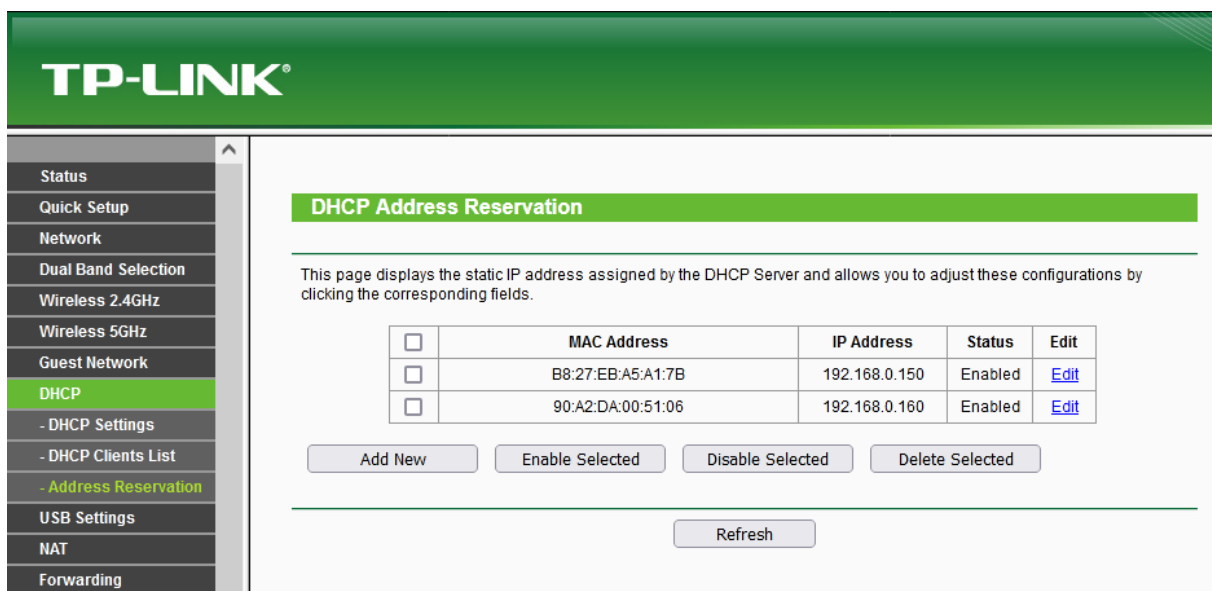 TP-LINK®
Status
Quick Setup
Network
Dual Band Selection
Wireless 2.4GHz
Wireless 5GHz
Guest Network
DHCP
- DHCP Settings
- DHCP Clients List
- Address Reservation
USB Settings
NAT
Forwarding
DHCP Address Reservation
This page displays the static IP address assigned by the DHCP Server and allows you to adjust these configurations by
clicking the corresponding fields.
MAC Address IP Address Status Edit
B8:27:EB:A5:A1:7B 192.168.0.150 Enabled Edit
90:A2:DA:00:51:06 192.168.0.160 Enabled Edit
Add New Enable Selected Disable Selected Delete Selected
Refresh